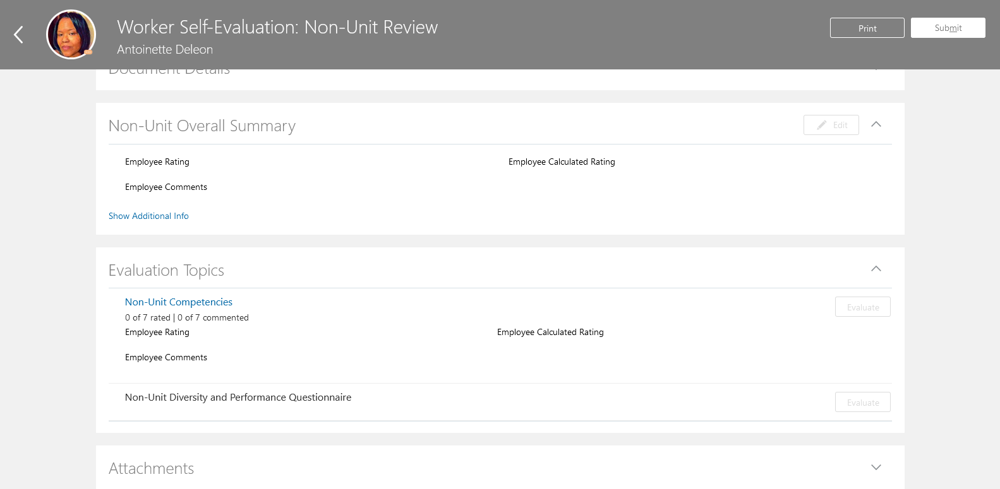 Worker Self-Evaluation: Non-Unit Review
Antoinette Deleon
Print
Submit
Document Details
Non-Unit Overall Summary
Edit
Employee Rating
Employee Calculated Rating
Employee Comments
Show Additional Info
Evaluation Topics
Non-Unit Competencies
Evaluate
0 of 7 rated | 0 of 7 commented
Employee Rating
Employee Calculated Rating
Employee Comments
Non-Unit Diversity and Performance Questionnaire
Evaluate
Attachments